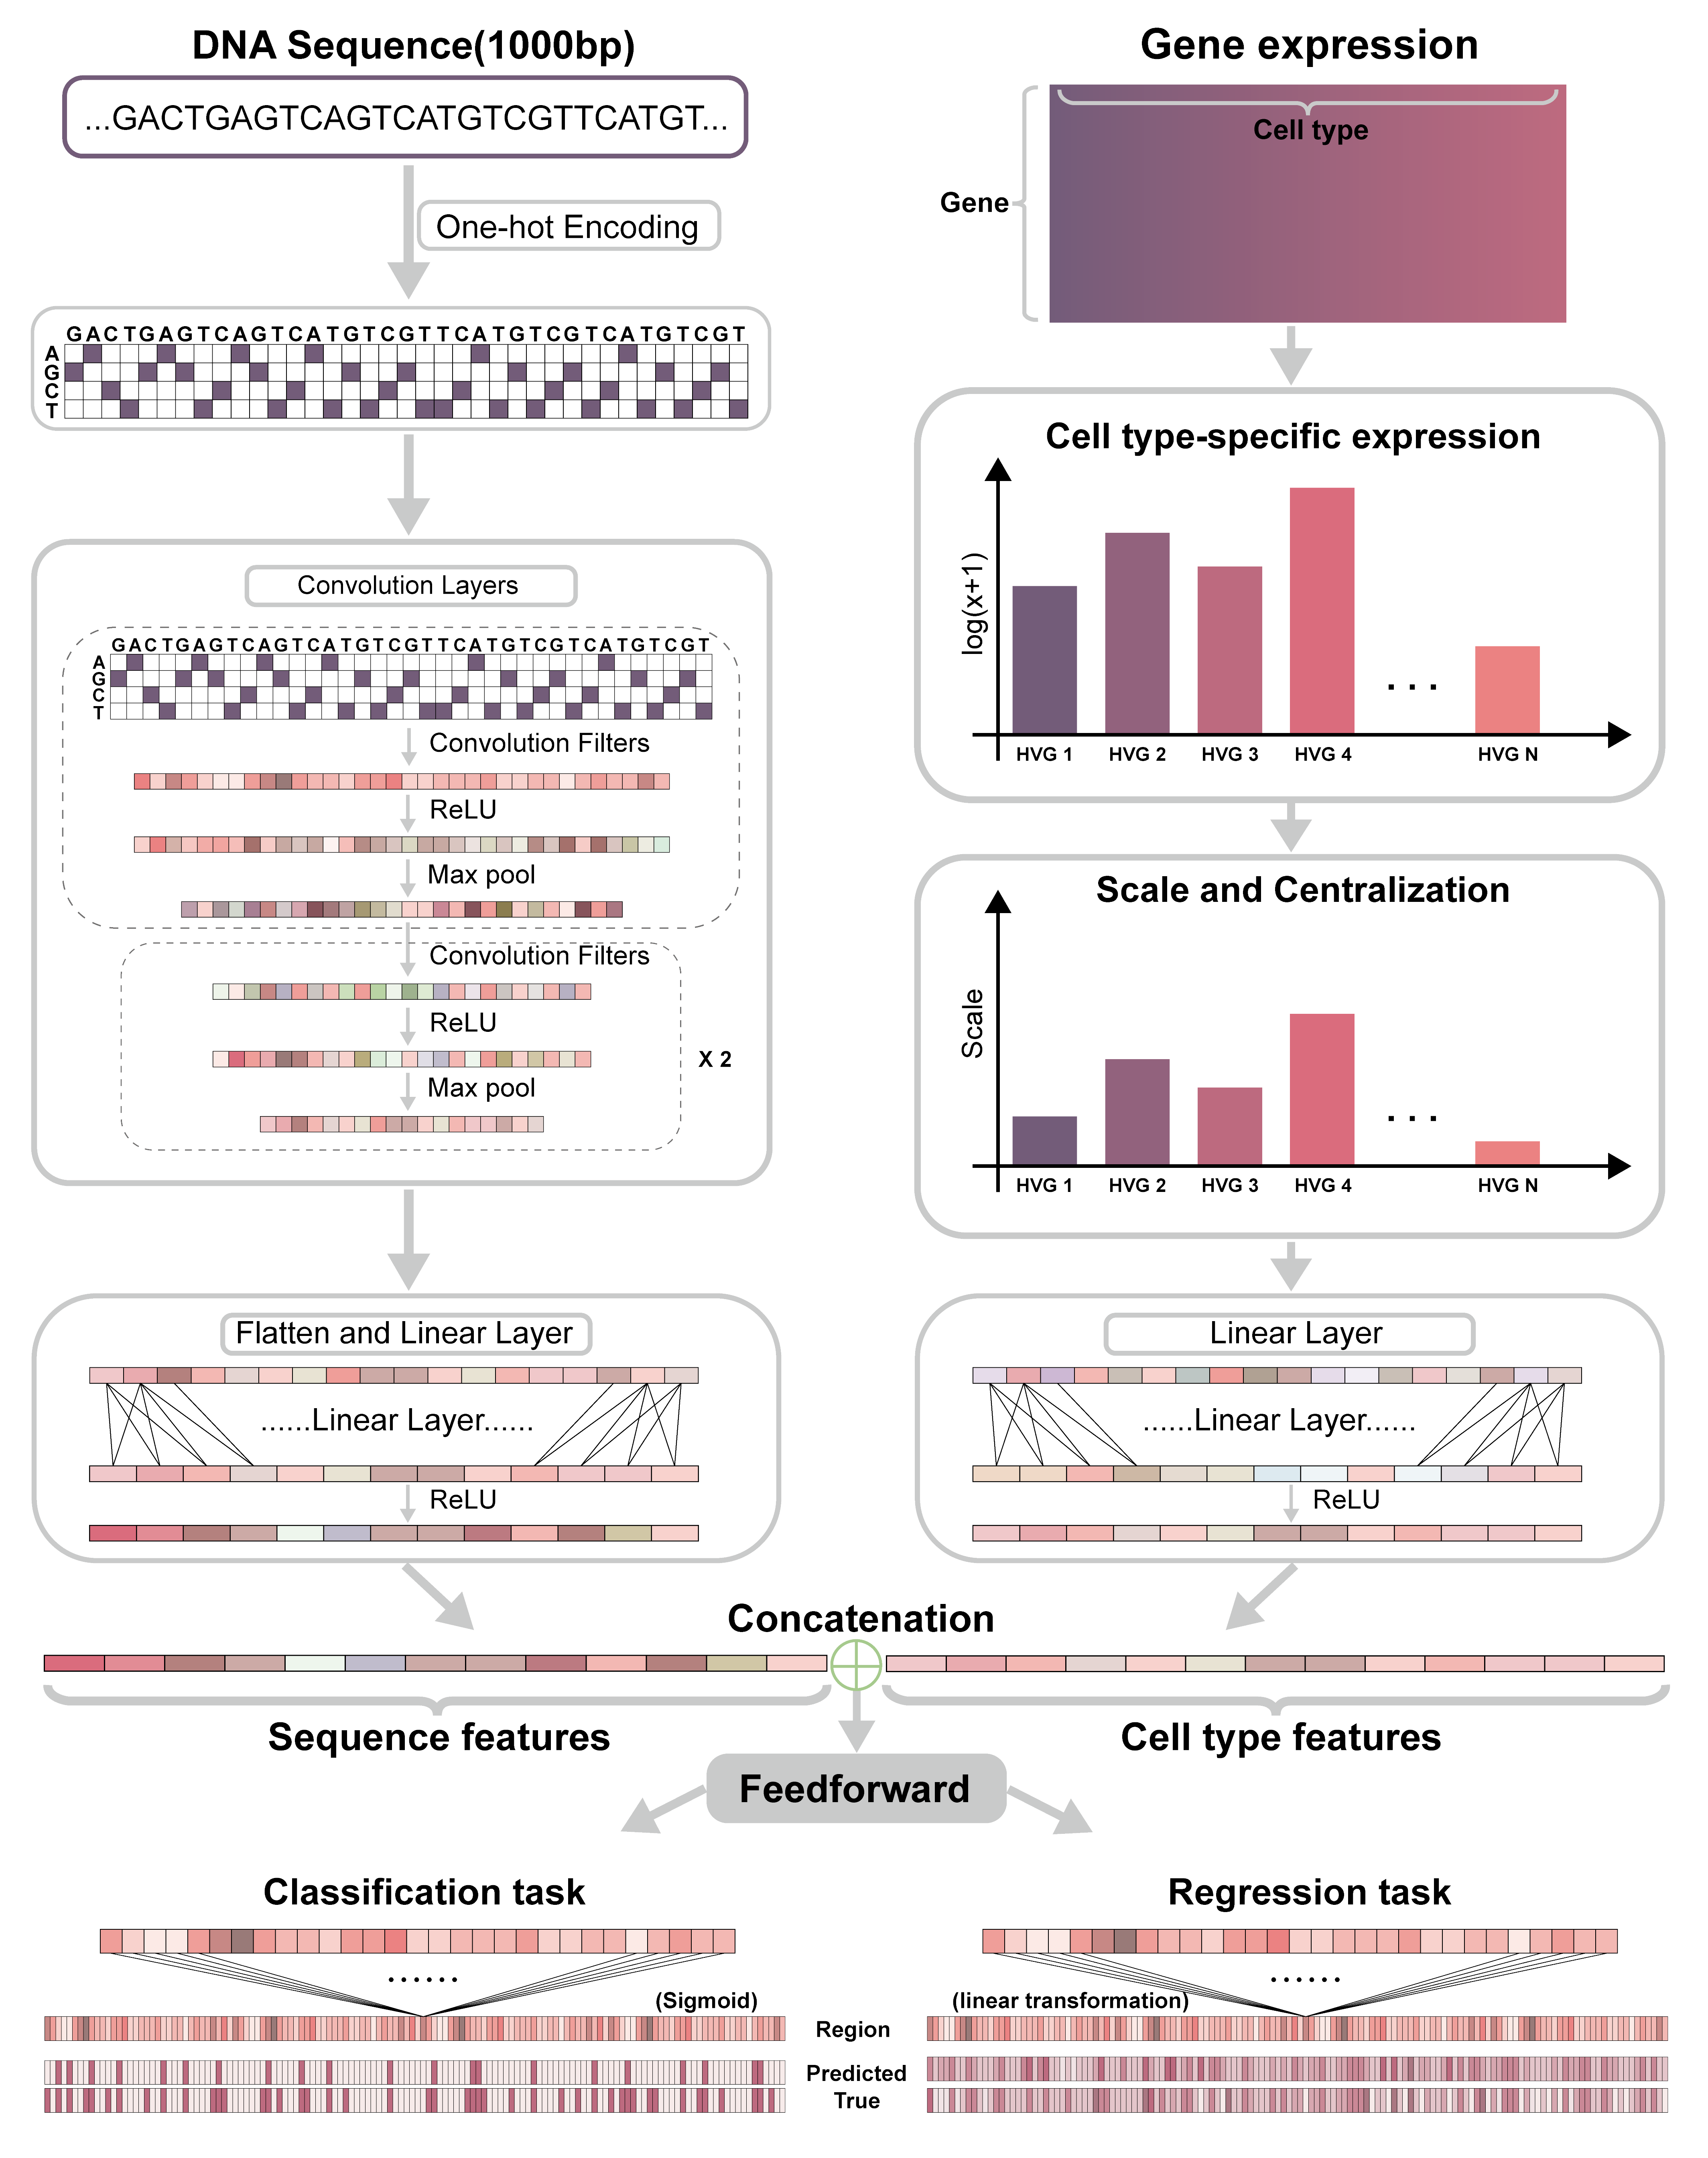 DNA Sequence(1000bp)
...GACTGAGTCAGTCATGTCGTTCATGT...
One-hot Encoding
GACTGAGTCAGTCATGTCGTTCATGTCGTCATGTCGT
A
G
C
T
Convolution Layers
GACTGAGTCAGTCATGTCGTTCATGTCGTCATGTCGT
A
G
C
T
Convolution Filters
ReLU
Max pool
Convolution Filters
ReLU
X 2
Max pool
Flatten and Linear Layer
......Linear Layer......
ReLU
Gene expression
Cell type
Gene
Cell type-specific expression
log(x+1)
. . .
HVG 1 HVG 2 HVG 3 HVG 4 HVG N
Scale and Centralization
Scale
. . .
HVG 1 HVG 2 HVG 3 HVG 4 HVG N
Linear Layer
......Linear Layer......
ReLU
Concatenation
Sequence features
Cell type features
Feedforward
Classification task
......
(Sigmoid)
Regression task
......
(linear transformation)
Region
Predicted
True